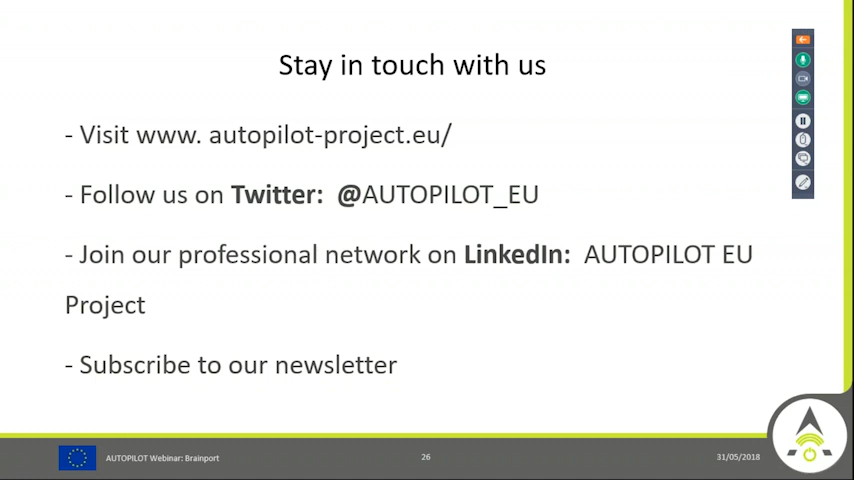 Stay in touch with us
- Visit www. autopilot-project.eu/
- Follow us on Twitter: @AUTOPILOT_EU
- Join our professional network on LinkedIn: AUTOPILOT EU
Project
- Subscribe to our newsletter
AUTOPILOT Webinar: Brainport
26
31/05/2018